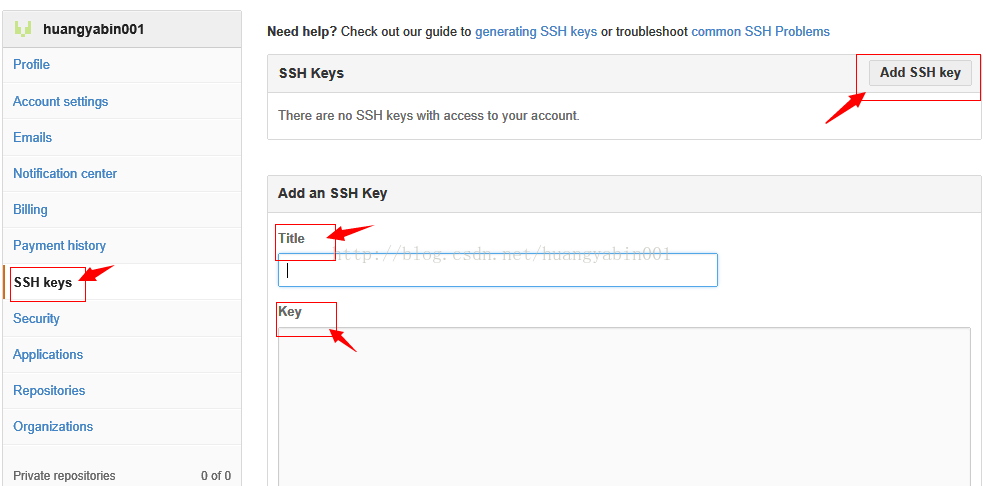 huangyabin001
Profile
Account settings
Emails
Notification center
Billing
Payment history
SSH keys
Security
Applications
Repositories
Organizations
Private repositories 0 of 0
Need help? Check out our guide to generating SSH keys or troubleshoot common SSH Problems
SSH Keys
Add SSH key
There are no SSH keys with access to your account.
Add an SSH Key
Title
http://blog.csdn.net/huangyabin001
Key